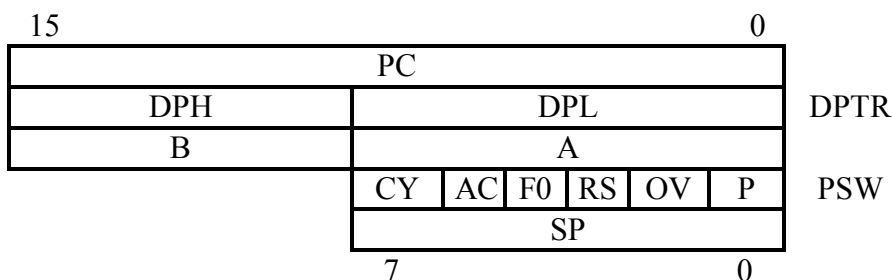 15 0
PC
DPH DPL DPTR
B A
CY AC F0 RS OV P PSW
SP
7 0